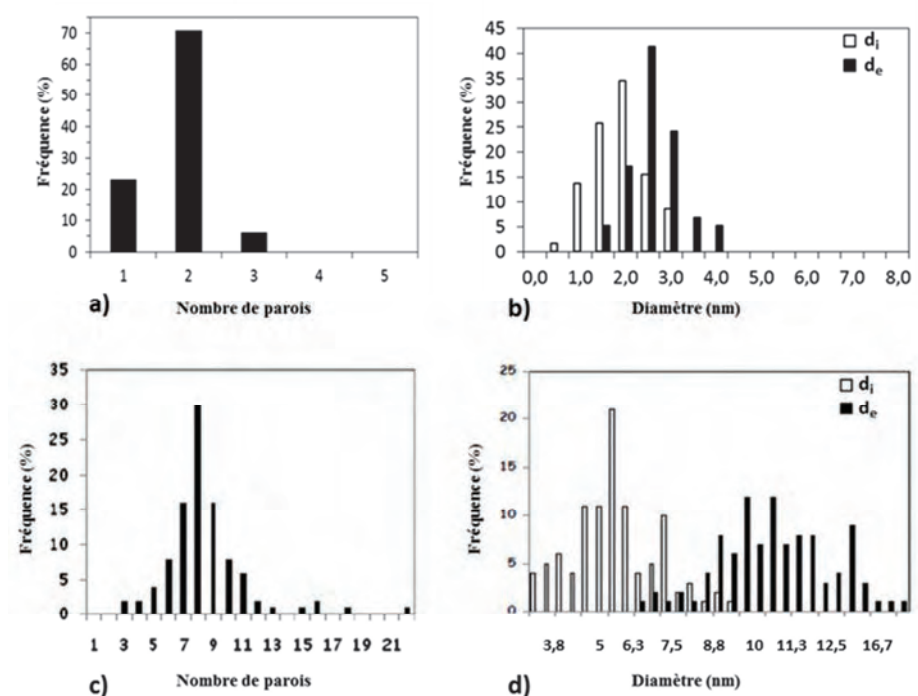 70
60
50
40
30
20
10
0
Fréquence (%)
1 2 3 4 5
a)
Nombre de parois
45
40
35
30
25
20
15
10
5
0
Fréquence (%)
di
de
0,0 1,0 2,0 3,0 4,0 5,0 6,0 7,0 8,0
b)
Diamètre (nm)
35
30
25
20
15
10
5
0
Fréquence (%)
1 3 5 7 9 11 13 15 17 19 21
c)
Nombre de parois
25
20
15
10
5
0
Fréquence (%)
di
de
3,8 5 6,3 7,5 8,8 10 11,3 12,5 16,7
d)
Diamètre (nm)